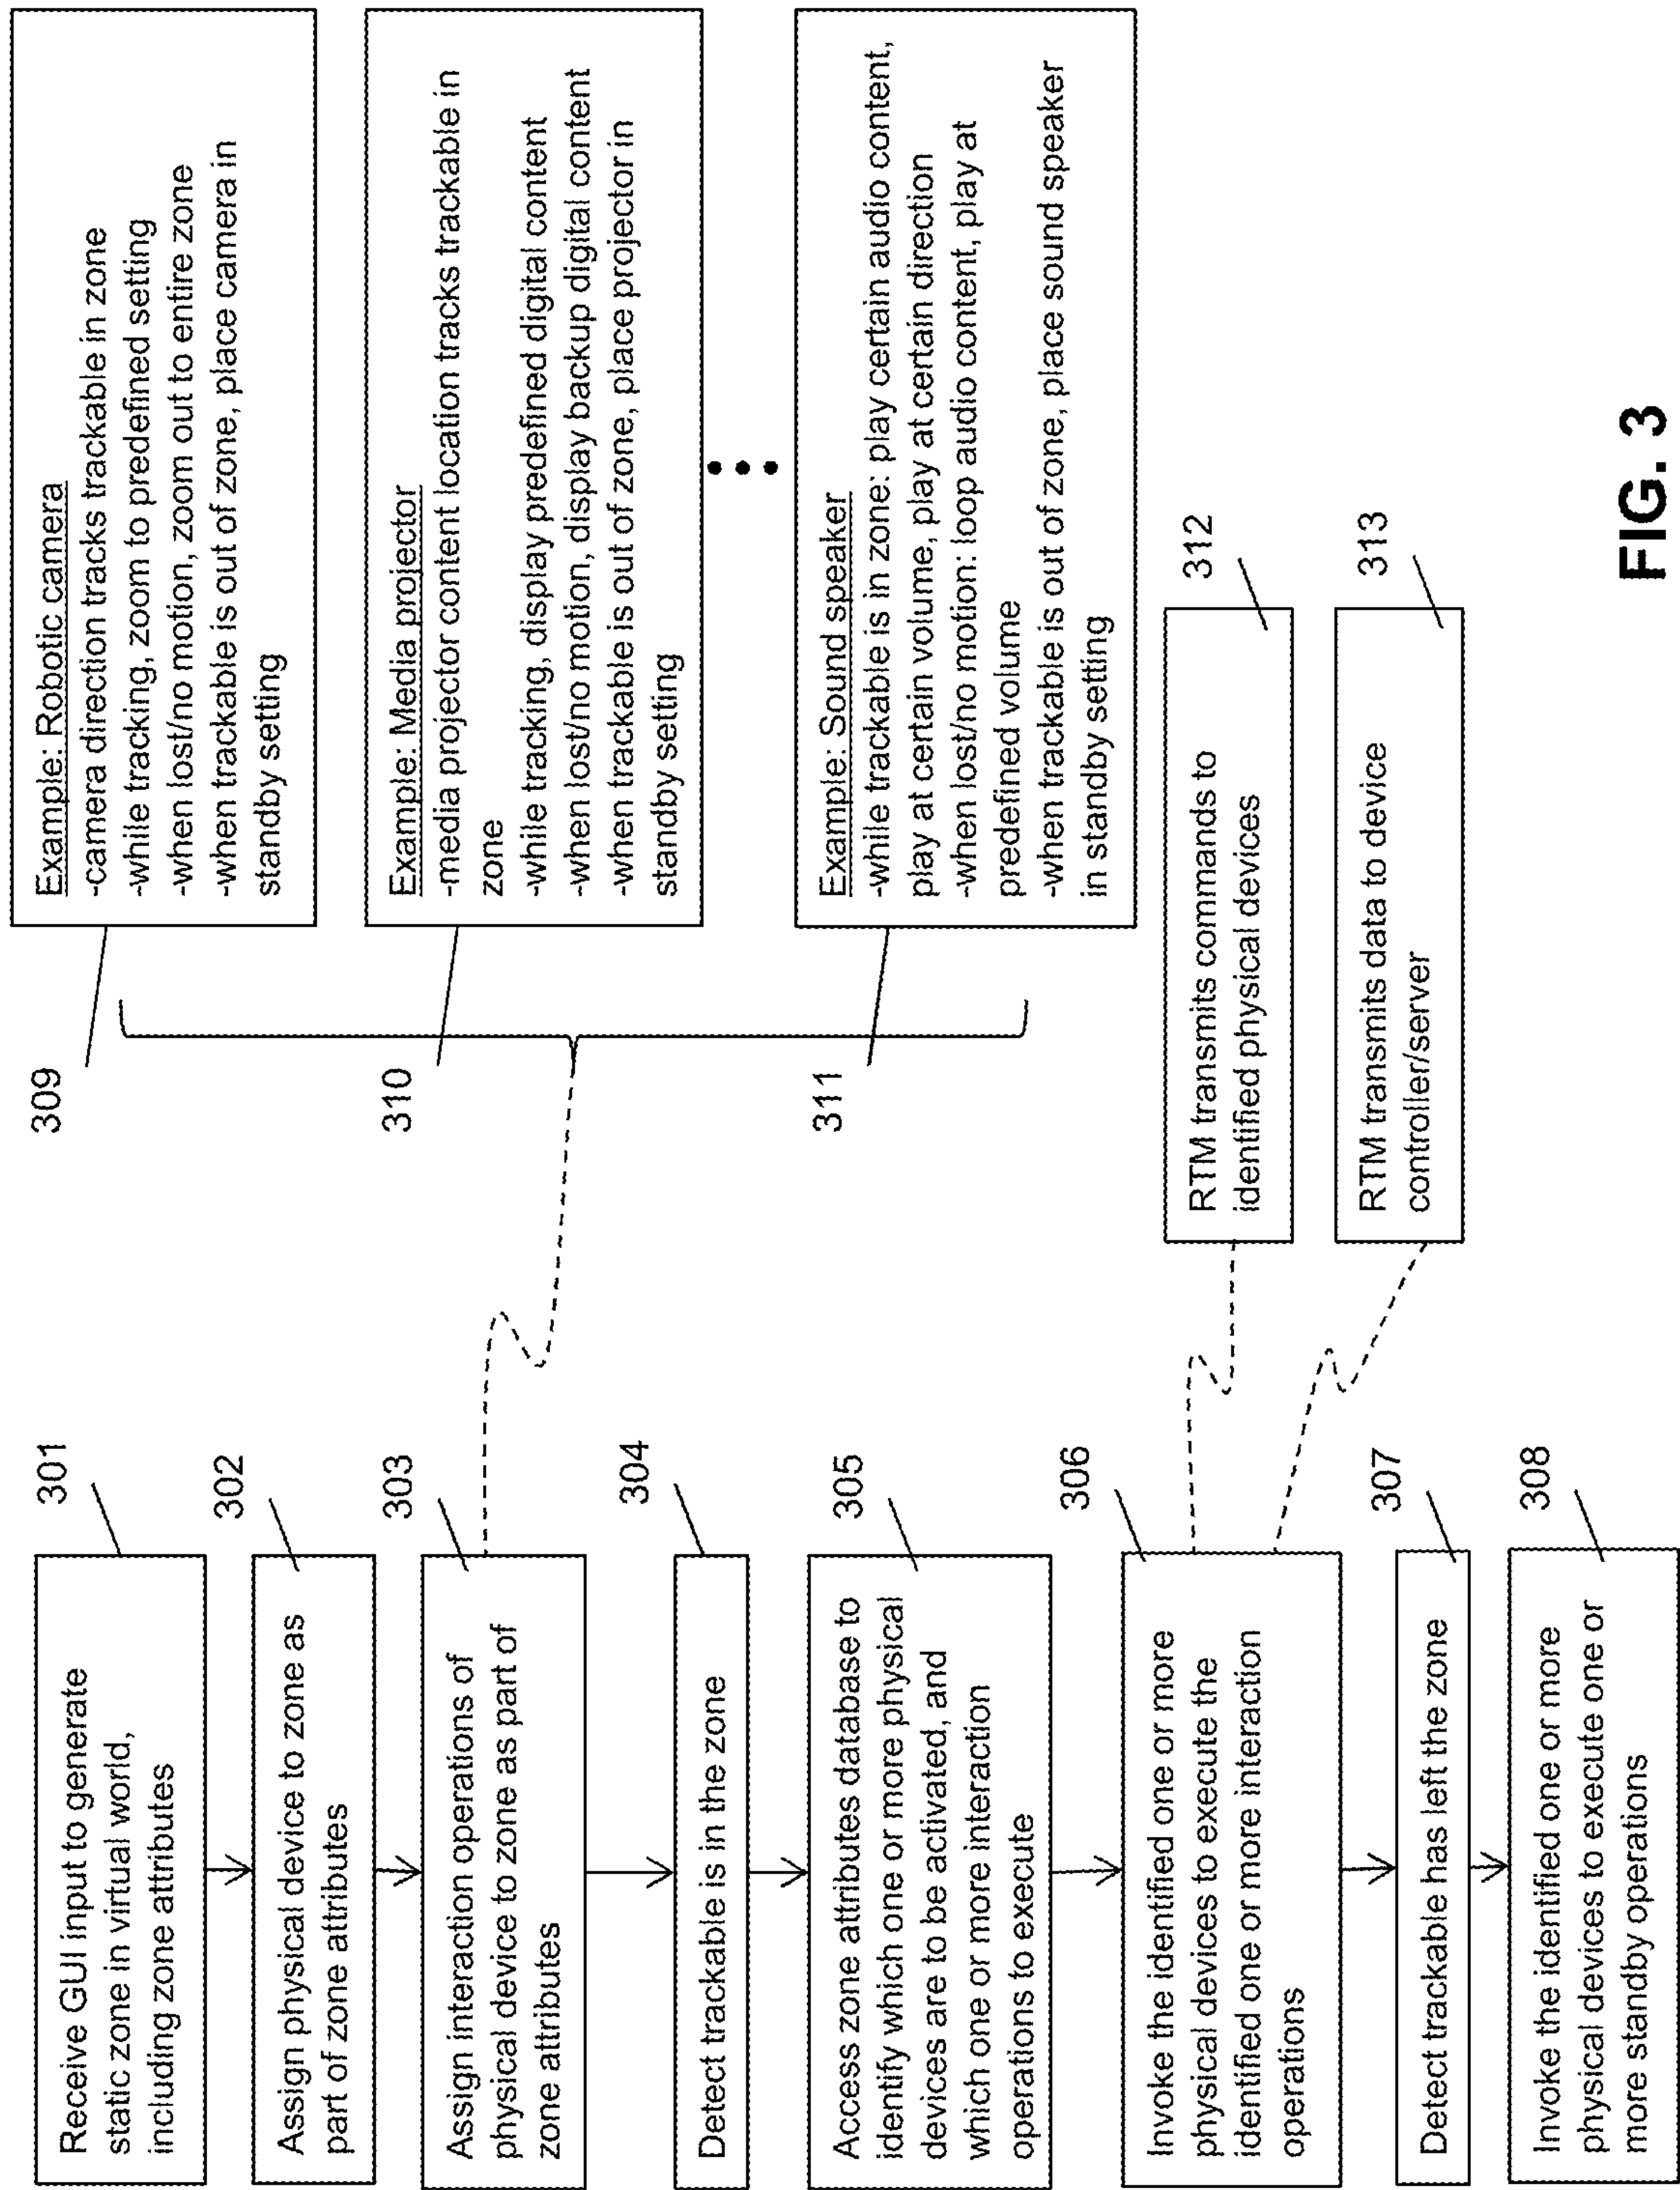 301
Receive GUI input to generate
static zone in virtual world,
including zone attributes
302
Assign physical device to zone as
part of zone attributes
303
Assign interaction operations of
physical device to zone as part of
zone attributes
304
Detect trackable is in the zone
305
Access zone attributes database to
identify which one or more physical
devices are to be activated, and
which one or more interaction
operations to execute
306
Invoke the identified one or more
physical devices to execute the
identified one or more interaction
operations
307
Detect trackable has left the zone
308
Invoke the identified one or more
physical devices to execute one or
more standby operations
309
Example: Robotic camera
-camera direction tracks trackable in zone
-while tracking, zoom to predefined setting
-when lost/no motion, zoom out to entire zone
-when trackable is out of zone, place camera in
standby setting
310
Example: Media projector
-media projector content location tracks trackable in
zone
-while tracking, display predefined digital content
-when lost/no motion, display backup digital content
-when trackable is out of zone, place projector in
standby setting
311
Example: Sound speaker
-while trackable is in zone: play certain audio content,
play at certain volume, play at certain direction
-when lost/no motion: loop audio content, play at
predefined volume
-when trackable is out of zone, place sound speaker
in standby setting
312
RTM transmits commands to
identified physical devices
313
RTM transmits data to device
controller/server
FIG. 3